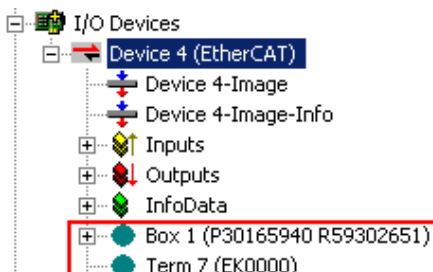 I/O Devices
Device 4 (EtherCAT)
Device 4-Image
Device 4-Image-Info
Inputs
Outputs
InfoData
Box 1 (P30165940 R59302651)
Term 7 (EK0000)